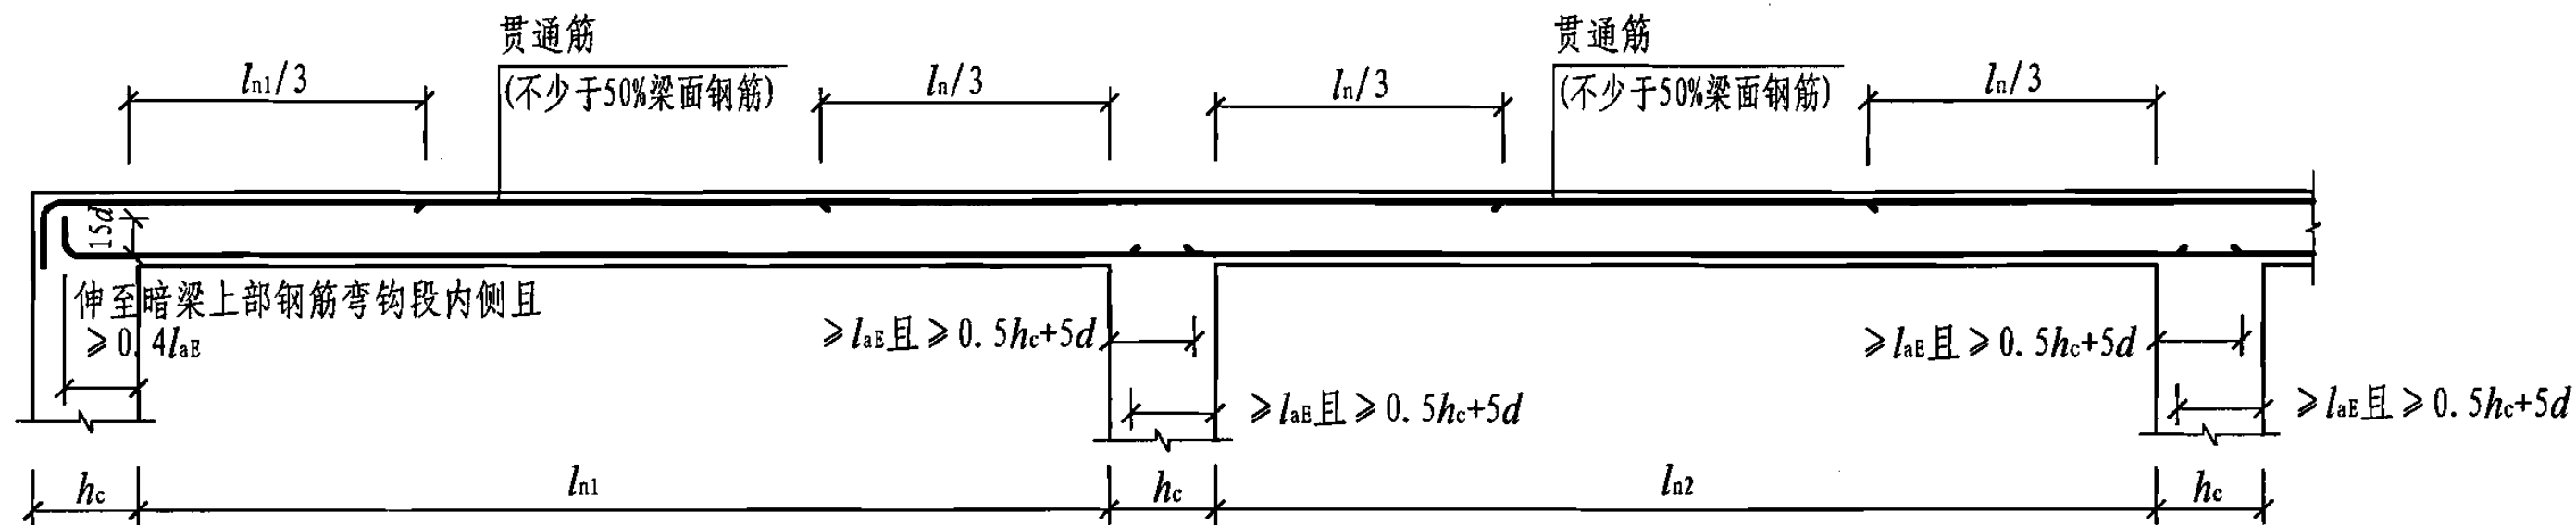 贯通筋
(不少于50%梁面钢筋)
贯通筋
(不少于50%梁面钢筋)
ln1/3
ln/3
ln/3
ln/3
15d
伸至暗梁上部钢筋弯钩段内侧且
≥0.4laE
≥laE且≥0.5hc+5d
≥laE且≥0.5hc+5d
≥laE且≥0.5hc+5d
≥laE且≥0.5hc+5d
hc
ln1
hc
ln2
hc